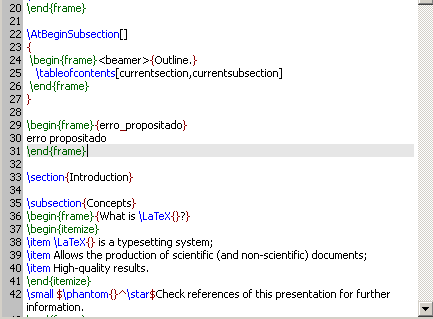 20 \end{frame}
21
22 \AtBeginSubsection[]
23 {
24 \begin{frame}<beamer>{Outline.}
25 \tableofcontents[currentsection,currentsubsection]
26 \end{frame}
27 }
28
29 \begin{frame}{erro_propositado}
30 erro propositado
31 \end{frame}
32
33 \section{Introduction}
34
35 \subsection{Concepts}
36 \begin{frame}{What is \LaTeX{}?}
37 \begin{itemize}
38 \item \LaTeX{} is a typesetting system;
39 \item Allows the production of scientific (and non-scientific) documents;
40 \item High-quality results.
41 \end{itemize}
42 \small $\phantom{}^\star$Check references of this presentation for further
information.